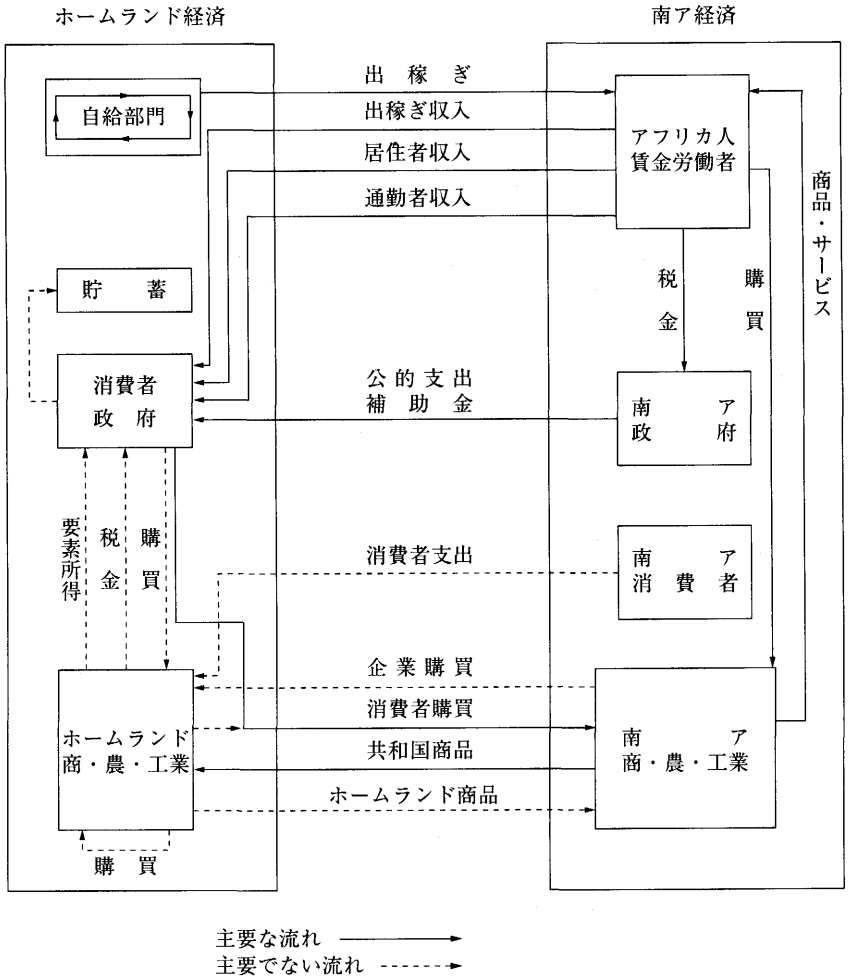 ホームランド経済
南ア経済
出稼ぎ
自給部門
出稼ぎ収入
アフリカ人
賃金労働者
居住者収入
通勤者収入
商品・サービス
税金
購買
貯蓄
消費者
政府
公的支出
補助金
南ア
政府
要素所得
税金
購買
消費者支出
南ア
消費者
企業購買
消費者購買
ホームランド
商・農・工業
南ア
商・農・工業
共和国商品
ホームランド商品
購買
主要な流れ
主要でない流れ